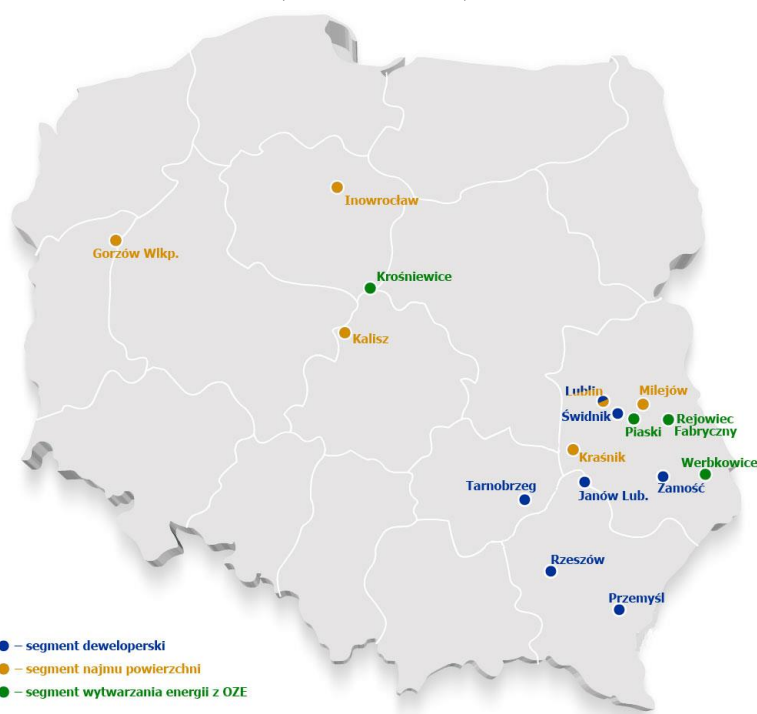 Inowrocław
Gorzów Wlkp.
Krośniewice
Kalisz
Lublin
Milejów
Świdnik
Piaski
Rejowiec
Fabryczny
Kraśnik
Werbkowice
Tarnobrzeg
Janów Lub.
Zamość
Rzeszów
Przemyśl
– segment deweloperski
– segment najmu powierzchni
– segment wytwarzania energii z OZE